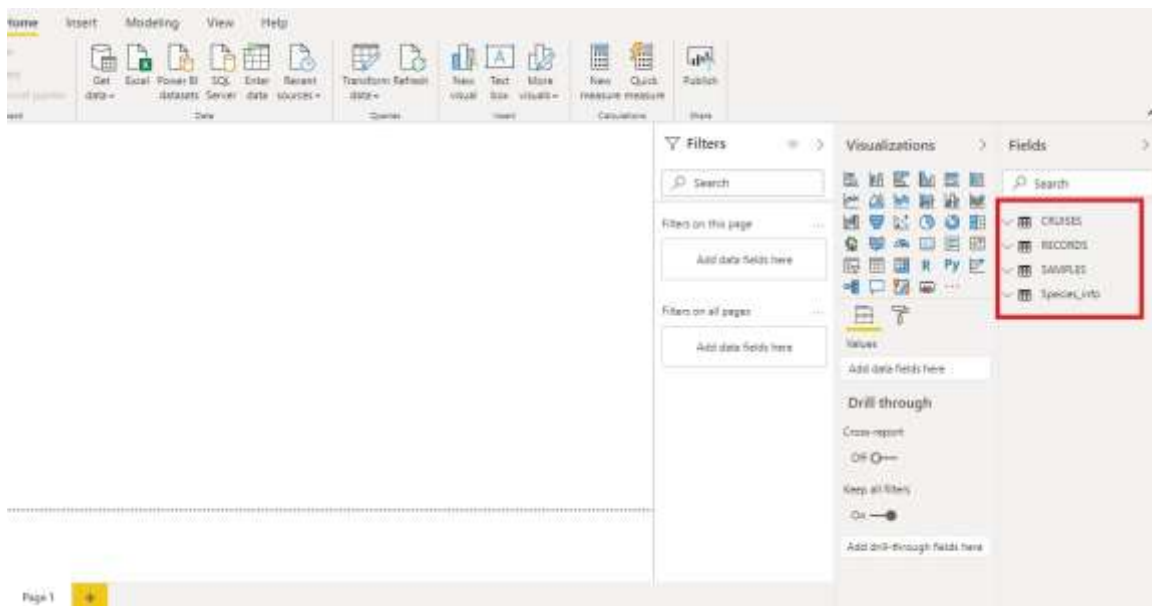 Home Insert Modeling View Help
Get data Excel Power BI datasets SQL Server Enter data Recent sources Transform data Refresh New visual Text box More visuals New measure Quick measure Publish
Data Queries Insert Calculations Share
Filters
Search
Filters on this page
Add data fields here
Filters on all pages
Add data fields here
Visualizations
R Py
Values
Add data fields here
Drill through
Cross-report
Off
Keep all filters
On
Add drill-through fields here
Fields
Search
CRUISES
RECORDS
SAMPLES
Species_info
Page 1